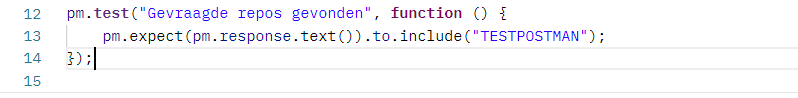 12 pm.test("Gevraagde repos gevonden", function () {
13 pm.expect(pm.response.text()).to.include("TESTPOSTMAN");
14 });
15